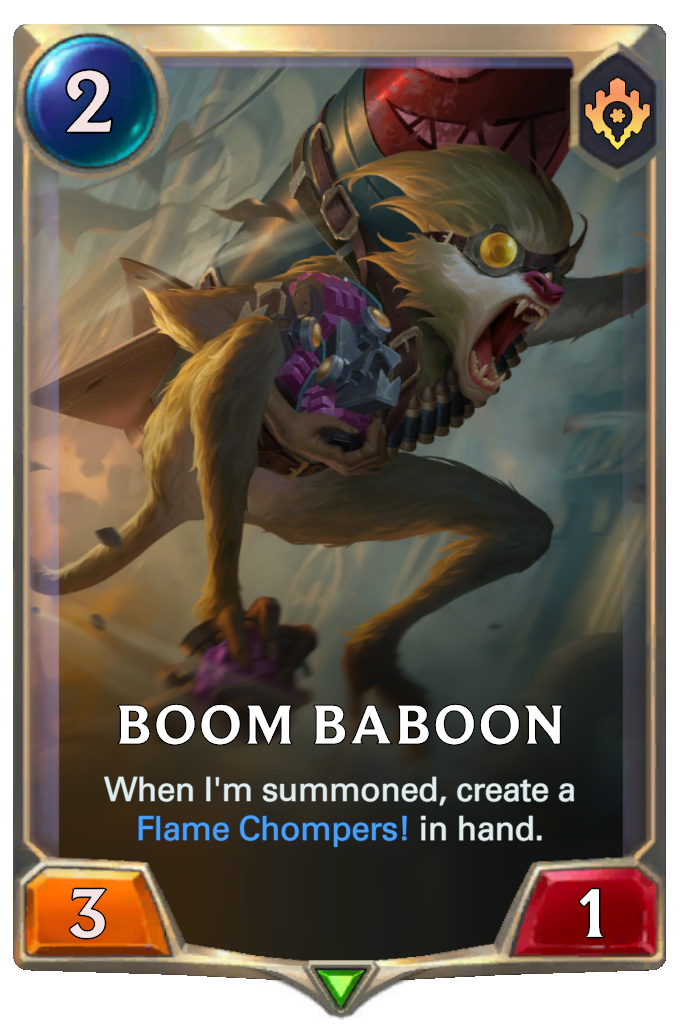 2
BOOM BABOON
When I'm summoned, create a
Flame Chompers! in hand.
3
1